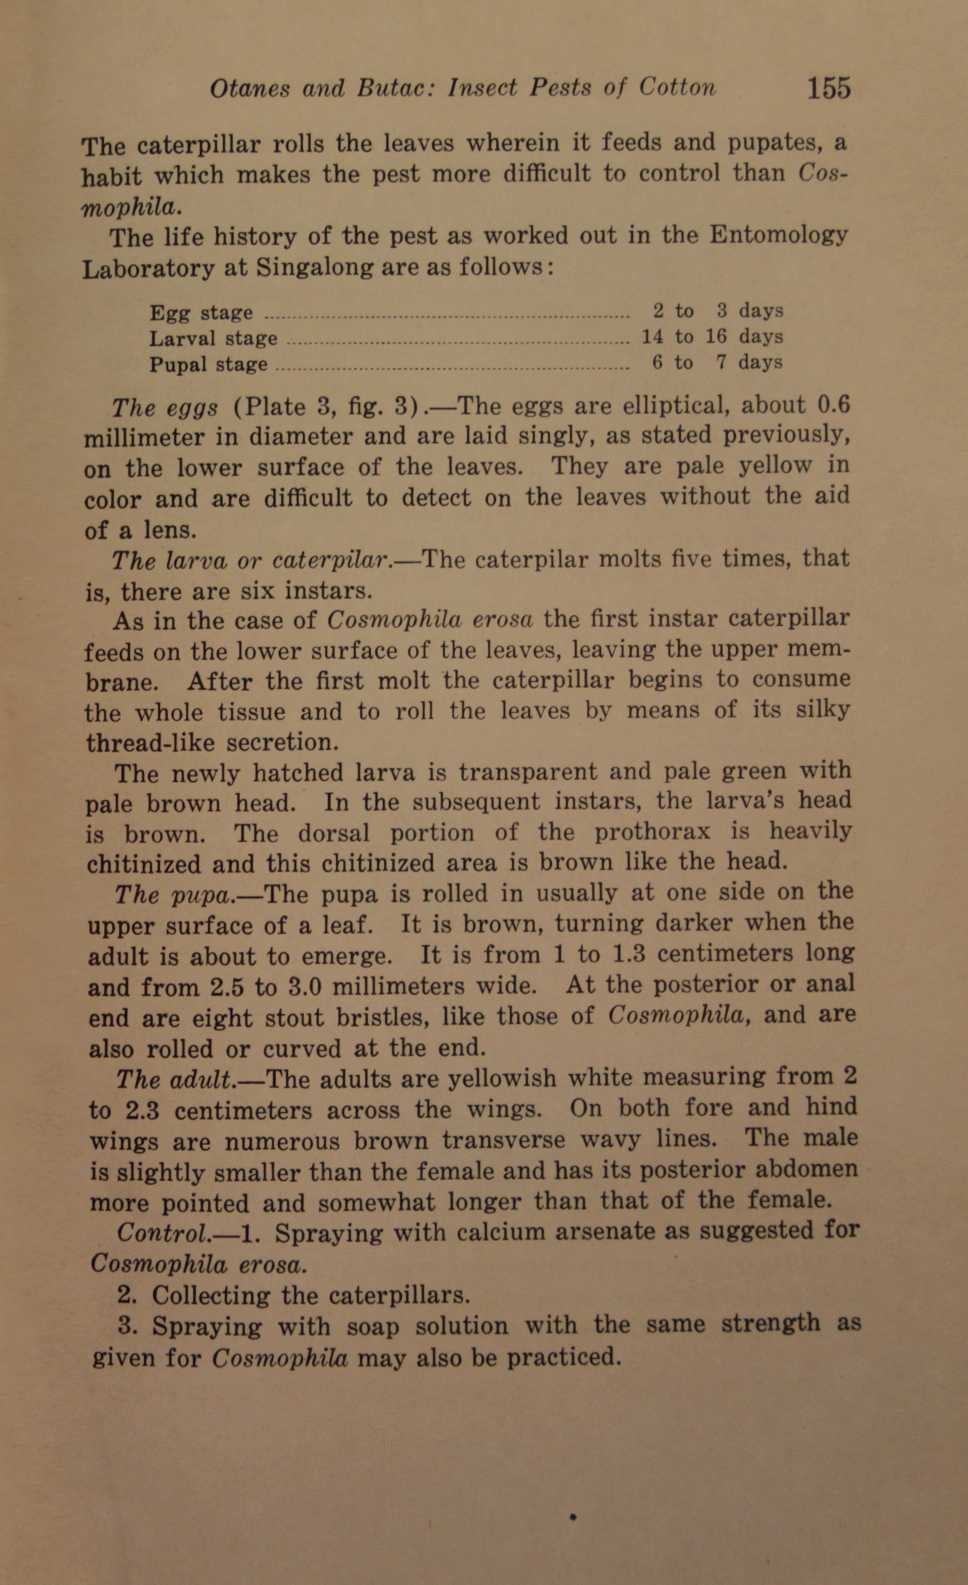 Otanes and Butac: Insect Pests of Cotton 155
The caterpillar rolls the leaves wherein it feeds and pupates, a
habit which makes the pest more difficult to control than Cos-
mophila.
The life history of the pest as worked out in the Entomology
Laboratory at Singalong are as follows:
Egg stage ........................................ 2 to 3 days
Larval stage ........................................ 14 to 16 days
Pupal stage ........................................ 6 to 7 days
The eggs (Plate 3, fig. 3).—The eggs are elliptical, about 0.6
millimeter in diameter and are laid singly, as stated previously,
on the lower surface of the leaves. They are pale yellow in
color and are difficult to detect on the leaves without the aid
of a lens.
The larva or caterpilar.—The caterpilar molts five times, that
is, there are six instars.
As in the case of Cosmophila erosa the first instar caterpillar
feeds on the lower surface of the leaves, leaving the upper mem-
brane. After the first molt the caterpillar begins to consume
the whole tissue and to roll the leaves by means of its silky
thread-like secretion.
The newly hatched larva is transparent and pale green with
pale brown head. In the subsequent instars, the larva's head
is brown. The dorsal portion of the prothorax is heavily
chitinized and this chitinized area is brown like the head.
The pupa.—The pupa is rolled in usually at one side on the
upper surface of a leaf. It is brown, turning darker when the
adult is about to emerge. It is from 1 to 1.3 centimeters long
and from 2.5 to 3.0 millimeters wide. At the posterior or anal
end are eight stout bristles, like those of Cosmophila, and are
also rolled or curved at the end.
The adult.—The adults are yellowish white measuring from 2
to 2.3 centimeters across the wings. On both fore and hind
wings are numerous brown transverse wavy lines. The male
is slightly smaller than the female and has its posterior abdomen
more pointed and somewhat longer than that of the female.
Control.—1. Spraying with calcium arsenate as suggested for
Cosmophila erosa.
2. Collecting the caterpillars.
3. Spraying with soap solution with the same strength as
given for Cosmophila may also be practiced.